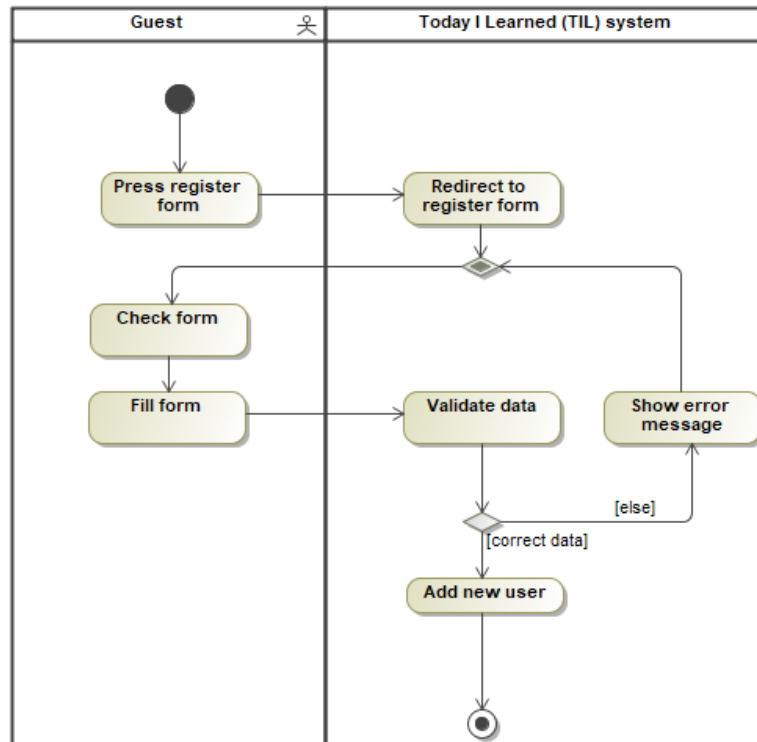 Guest
Today I Learned (TIL) system
Press register
form
Redirect to
register form
Check form
Fill form
Validate data
Show error
message
[else]
[correct data]
Add new user